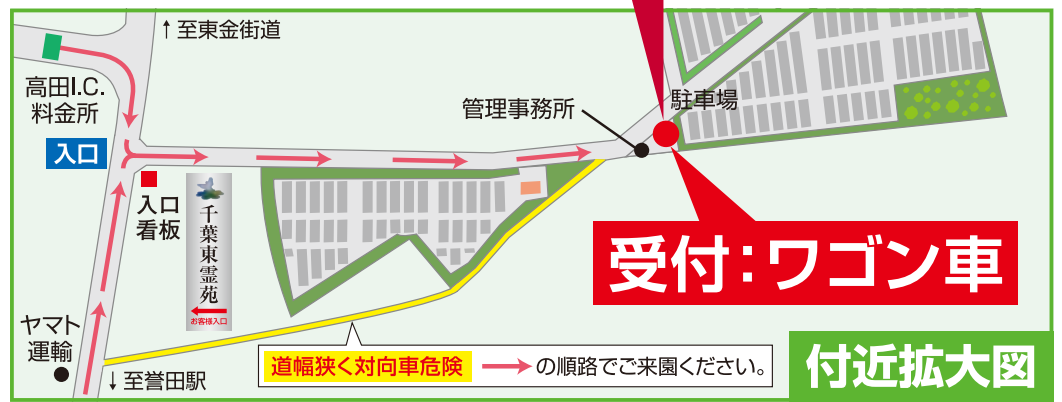 ↑至東金街道
高田I.C.
料金所
管理事務所
駐車場
入口
入口
看板
千葉東霊苑
お客様入口
受付：ワゴン車
ヤマト
運輸
↓至誉田駅
道幅狭く対向車危険 →の順路でご来園ください。
付近拡大図